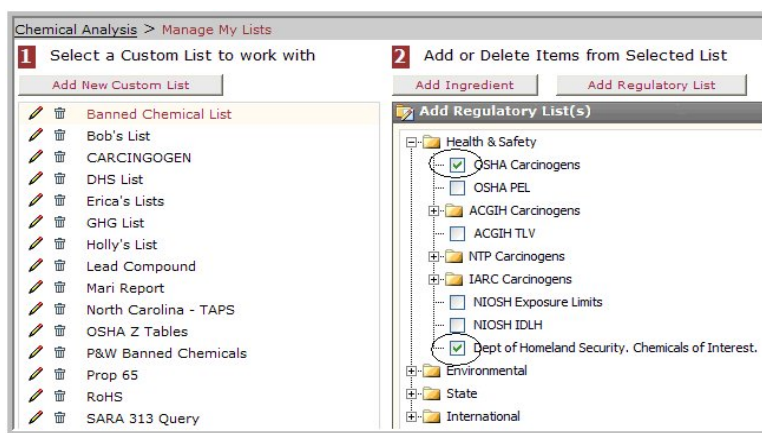 Chemical Analysis > Manage My Lists
1 Select a Custom List to work with
Add New Custom List
Banned Chemical List
Bob's List
CARCINGOGEN
DHS List
Erica's Lists
GHG List
Holly's List
Lead Compound
Mari Report
North Carolina - TAPS
OSHA Z Tables
P&W Banned Chemicals
Prop 65
RoHS
SARA 313 Query
2 Add or Delete Items from Selected List
Add Ingredient Add Regulatory List
Add Regulatory List(s)
Health & Safety
OSHA Carcinogens
OSHA PEL
ACGIH Carcinogens
ACGIH TLV
NTP Carcinogens
IARC Carcinogens
NIOSH Exposure Limits
NIOSH IDLH
Dept of Homeland Security. Chemicals of Interest.
Environmental
State
International